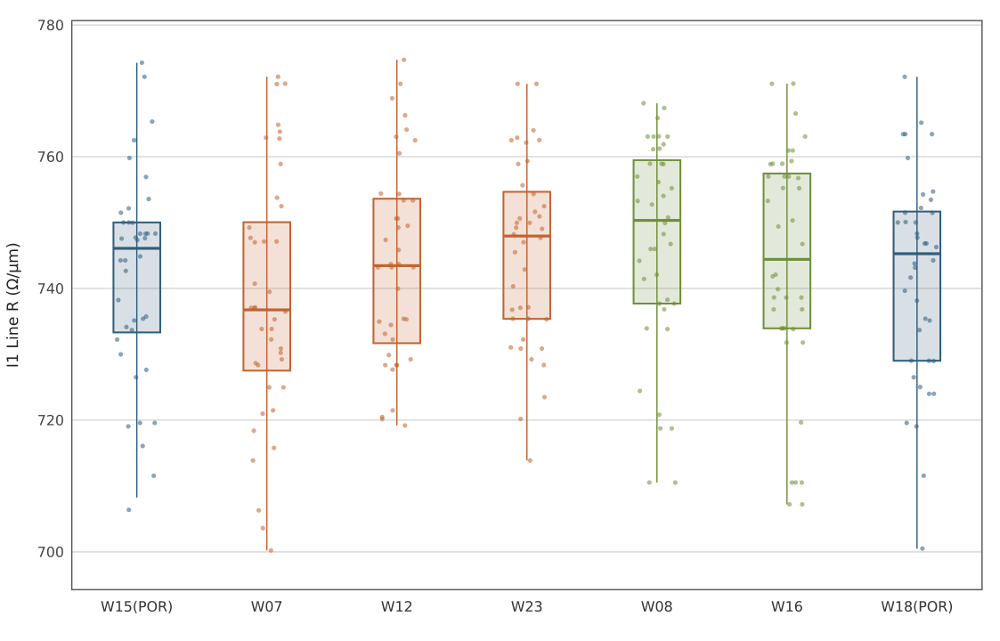 I1 Line R (Ω/μm)
780
760
740
720
700
W15(POR)
W07
W12
W23
W08
W16
W18(POR)